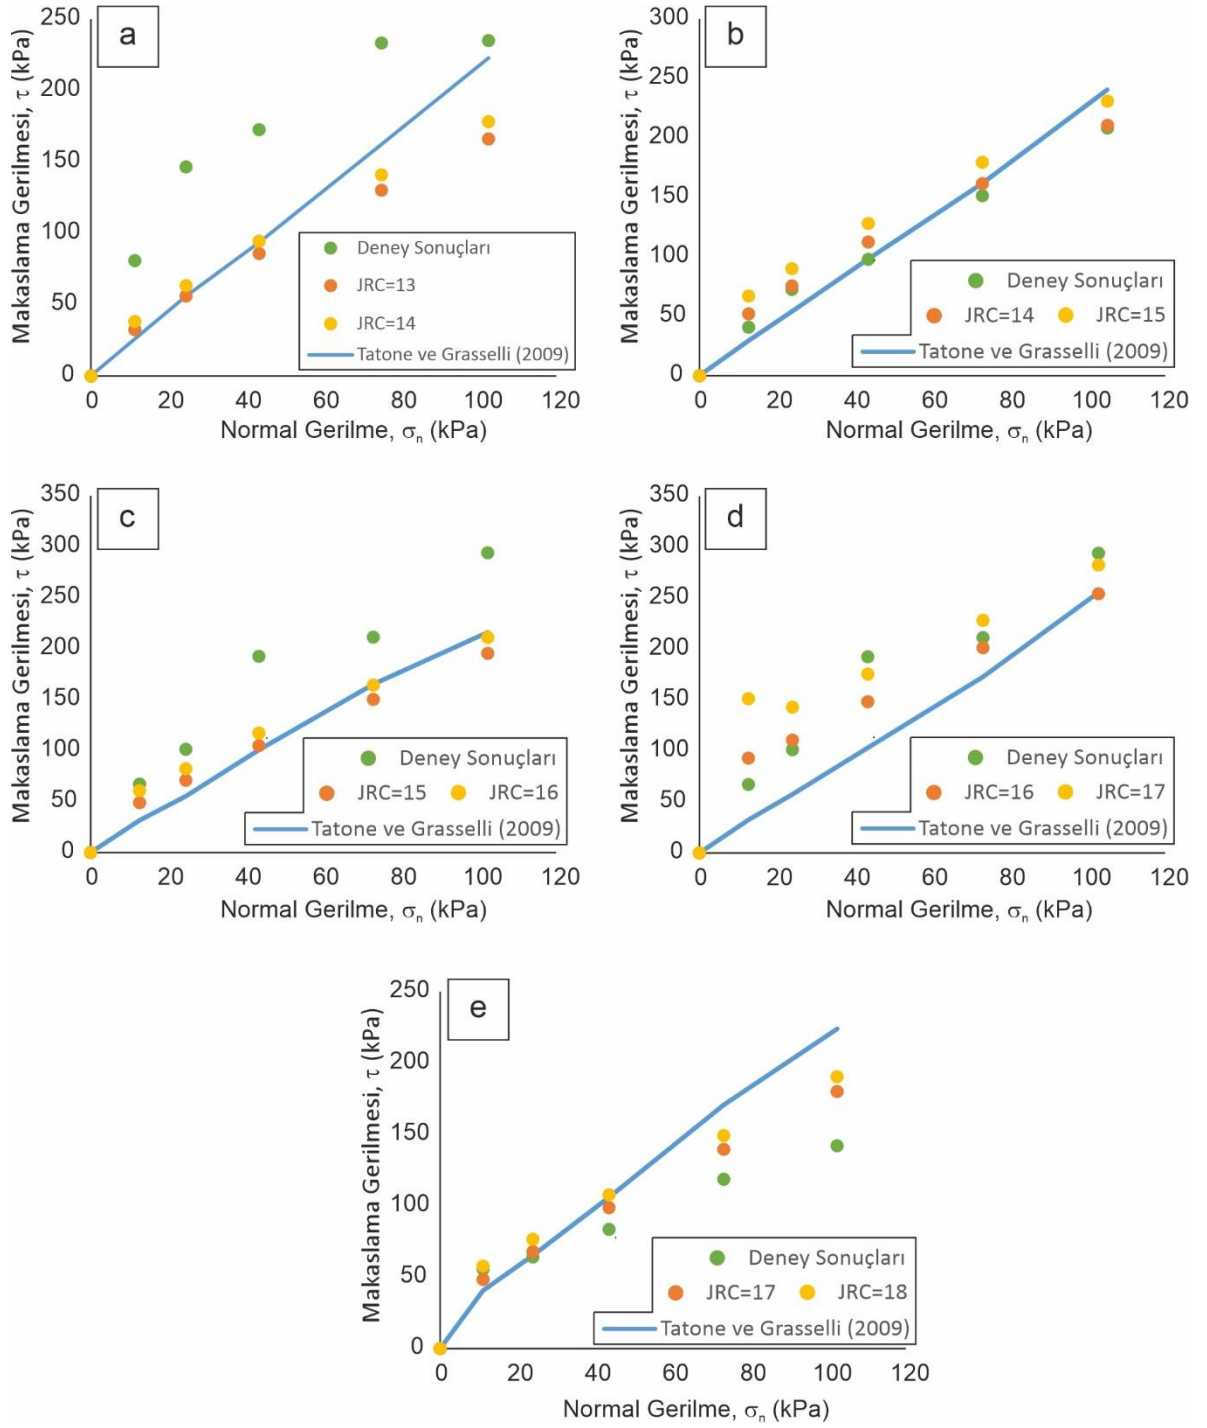 a
Makaslama Gerilmesi, τ (kPa)
250
200
150
100
50
0
Deney Sonuçları
JRC=13
JRC=14
Tatone ve Grasselli (2009)
0 20 40 60 80 100 120
Normal Gerilme, σn (kPa)
b
Makaslama Gerilmesi, τ (kPa)
300
250
200
150
100
50
0
Deney Sonuçları
JRC=14 JRC=15
Tatone ve Grasselli (2009)
0 20 40 60 80 100 120
Normal Gerilme, σn (kPa)
c
Makaslama Gerilmesi, τ (kPa)
350
300
250
200
150
100
50
0
Deney Sonuçları
JRC=15 JRC=16
Tatone ve Grasselli (2009)
0 20 40 60 80 100 120
Normal Gerilme, σn (kPa)
d
Makaslama Gerilmesi, τ (kPa)
350
300
250
200
150
100
50
0
Deney Sonuçları
JRC=16 JRC=17
Tatone ve Grasselli (2009)
0 20 40 60 80 100 120
Normal Gerilme, σn (kPa)
e
Makaslama Gerilmesi, τ (kPa)
250
200
150
100
50
0
Deney Sonuçları
JRC=17 JRC=18
Tatone ve Grasselli (2009)
0 20 40 60 80 100 120
Normal Gerilme, σn (kPa)